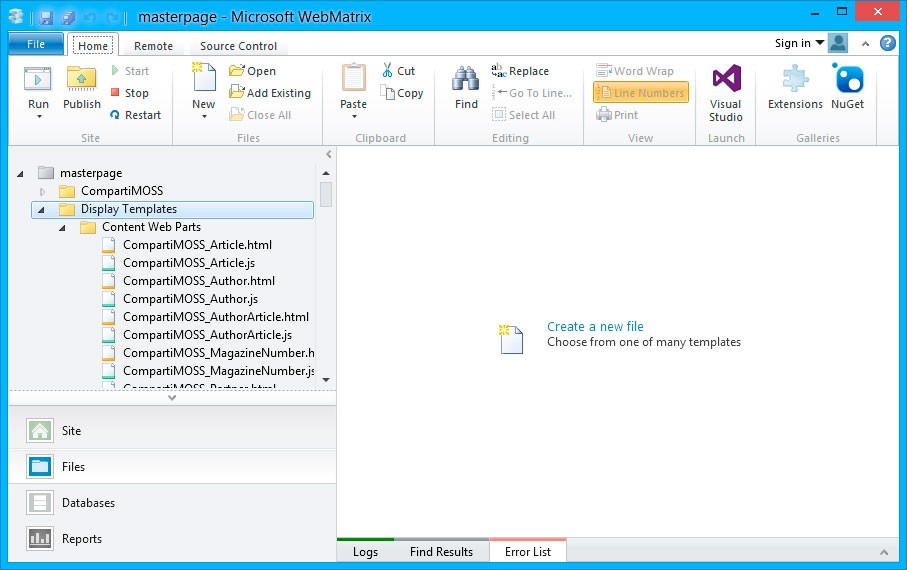 masterpage - Microsoft WebMatrix
File Home Remote Source Control Sign in
Run
Publish
Start
Stop
Restart
Site
New
Open
Add Existing
Close All
Files
Paste
Cut
Copy
Clipboard
Find
Replace
Go To Line...
Select All
Editing
Word Wrap
Line Numbers
Print
View
Visual
Studio
Launch
Extensions
NuGet
Galleries
masterpage
CompartiMOSS
Display Templates
Content Web Parts
CompartiMOSS_Article.html
CompartiMOSS_Article.js
CompartiMOSS_Author.html
CompartiMOSS_Author.js
CompartiMOSS_AuthorArticle.html
CompartiMOSS_AuthorArticle.js
CompartiMOSS_MagazineNumber.h
CompartiMOSS_MagazineNumber.js
CompartiMOSS_Partner.html
Create a new file
Choose from one of many templates
Site
Files
Databases
Reports
Logs Find Results Error List